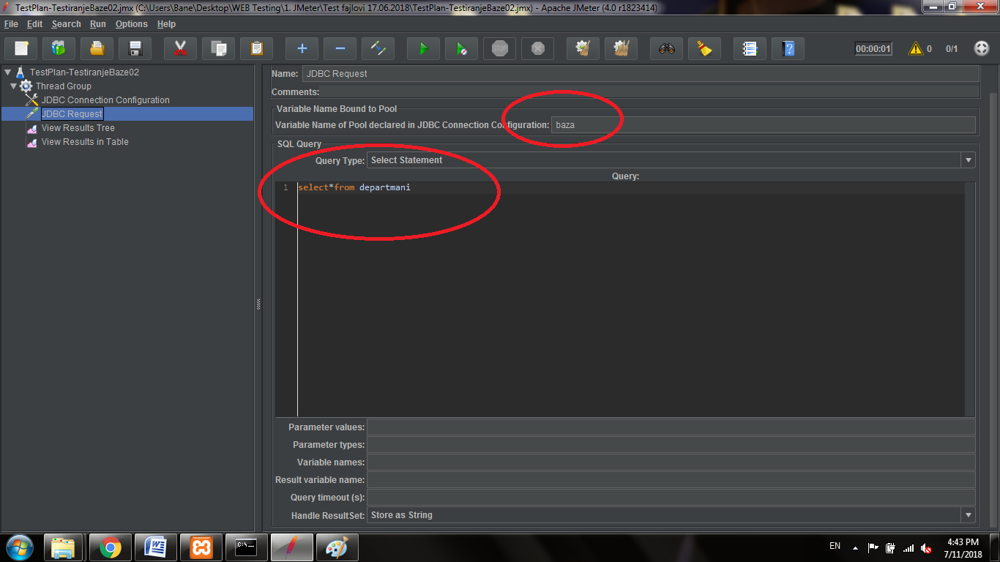 TestPlan-TestiranjeBaze02.jmx (C:\Users\Bane\Desktop\WEB Testing\1. JMeter\Test fajlovi 17.06.2018\TestPlan-TestiranjeBaze02.jmx) - Apache JMeter (4.0 r1823414)
File Edit Search Run Options Help
STOP 00:00:01 0 0/1
TestPlan-TestiranjeBaze02
Thread Group
JDBC Connection Configuration
JDBC Request
View Results Tree
View Results in Table
Name: JDBC Request
Comments:
Variable Name Bound to Pool
Variable Name of Pool declared in JDBC Connection Configuration: baza
SQL Query
Query Type: Select Statement
Query:
1 select*from departmani
Parameter values:
Parameter types:
Variable names:
Result variable name:
Query timeout (s):
Handle ResultSet: Store as String
C:\. EN 4:43 PM
7/11/2018